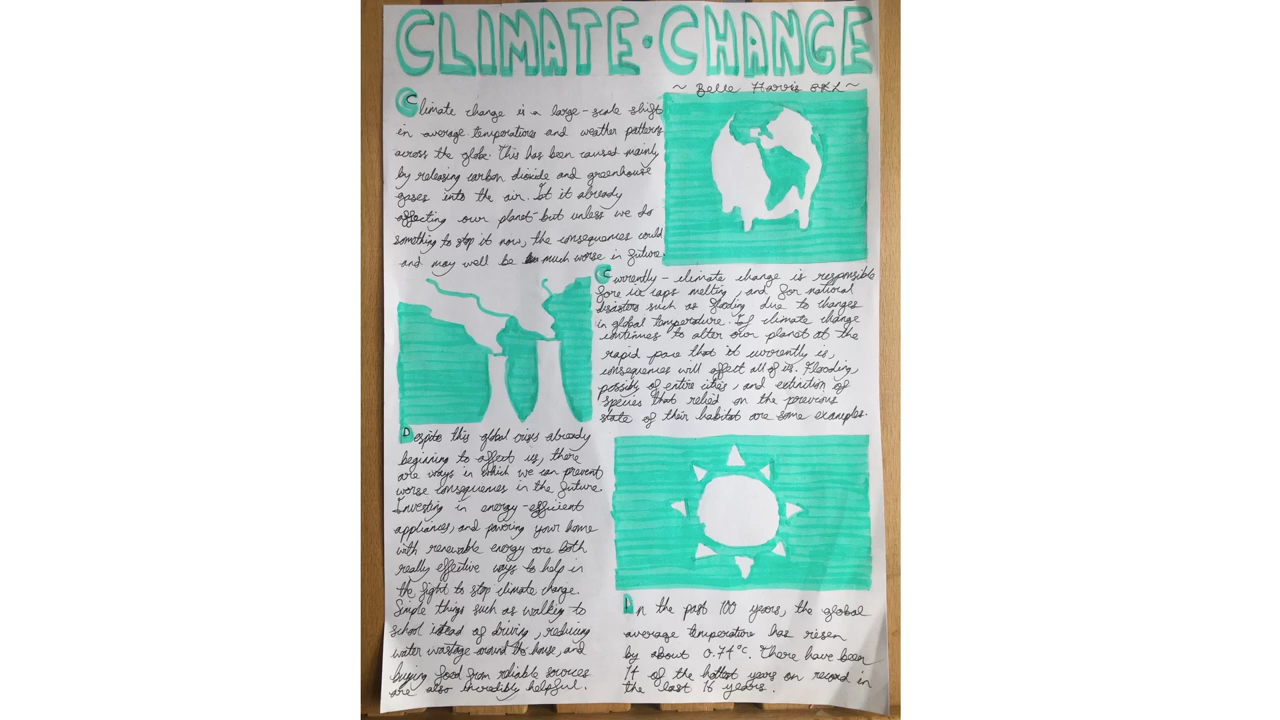 CLIMATE·CHANGE
~ Belle Harris 8KL ~
Climate change is a large-scale shift
in average temperatures and weather patterns
across the globe. This has been caused mainly
by releasing carbon dioxide and greenhouse
gases into the air. It it already
affecting our planet-but unless we do
something to stop it now, the consequences could
and may well be much worse in future.
Currently - climate change is responsible
fore ice caps melting, and for natural
disasters such as flooding due to changes
in global temperature. If climate change
continues to alter our planet at the
rapid pace that it currently is,
consequences will affect all of us. Flooding,
possibly of entire cities, and extinction of
species that relied on the previous
state of their habitat are some examples.
Despite this global crisis already
beginning to affect us, there
are ways in which we can prevent
worse consequences in the future.
Investing in energy-efficient
appliances, and powering your home
with renewable energy are both
really effective ways to help in
the fight to stop climate change.
Simple things such as walking to
school istead of driving, reducing
water wastage around the house, and
buying food from reliable sources
are also incredibly helpful.
In the past 100 years, the global
average temperature has risen
by about 0.74°c. There have been
14 of the hottest years on record in
the last 16 years.